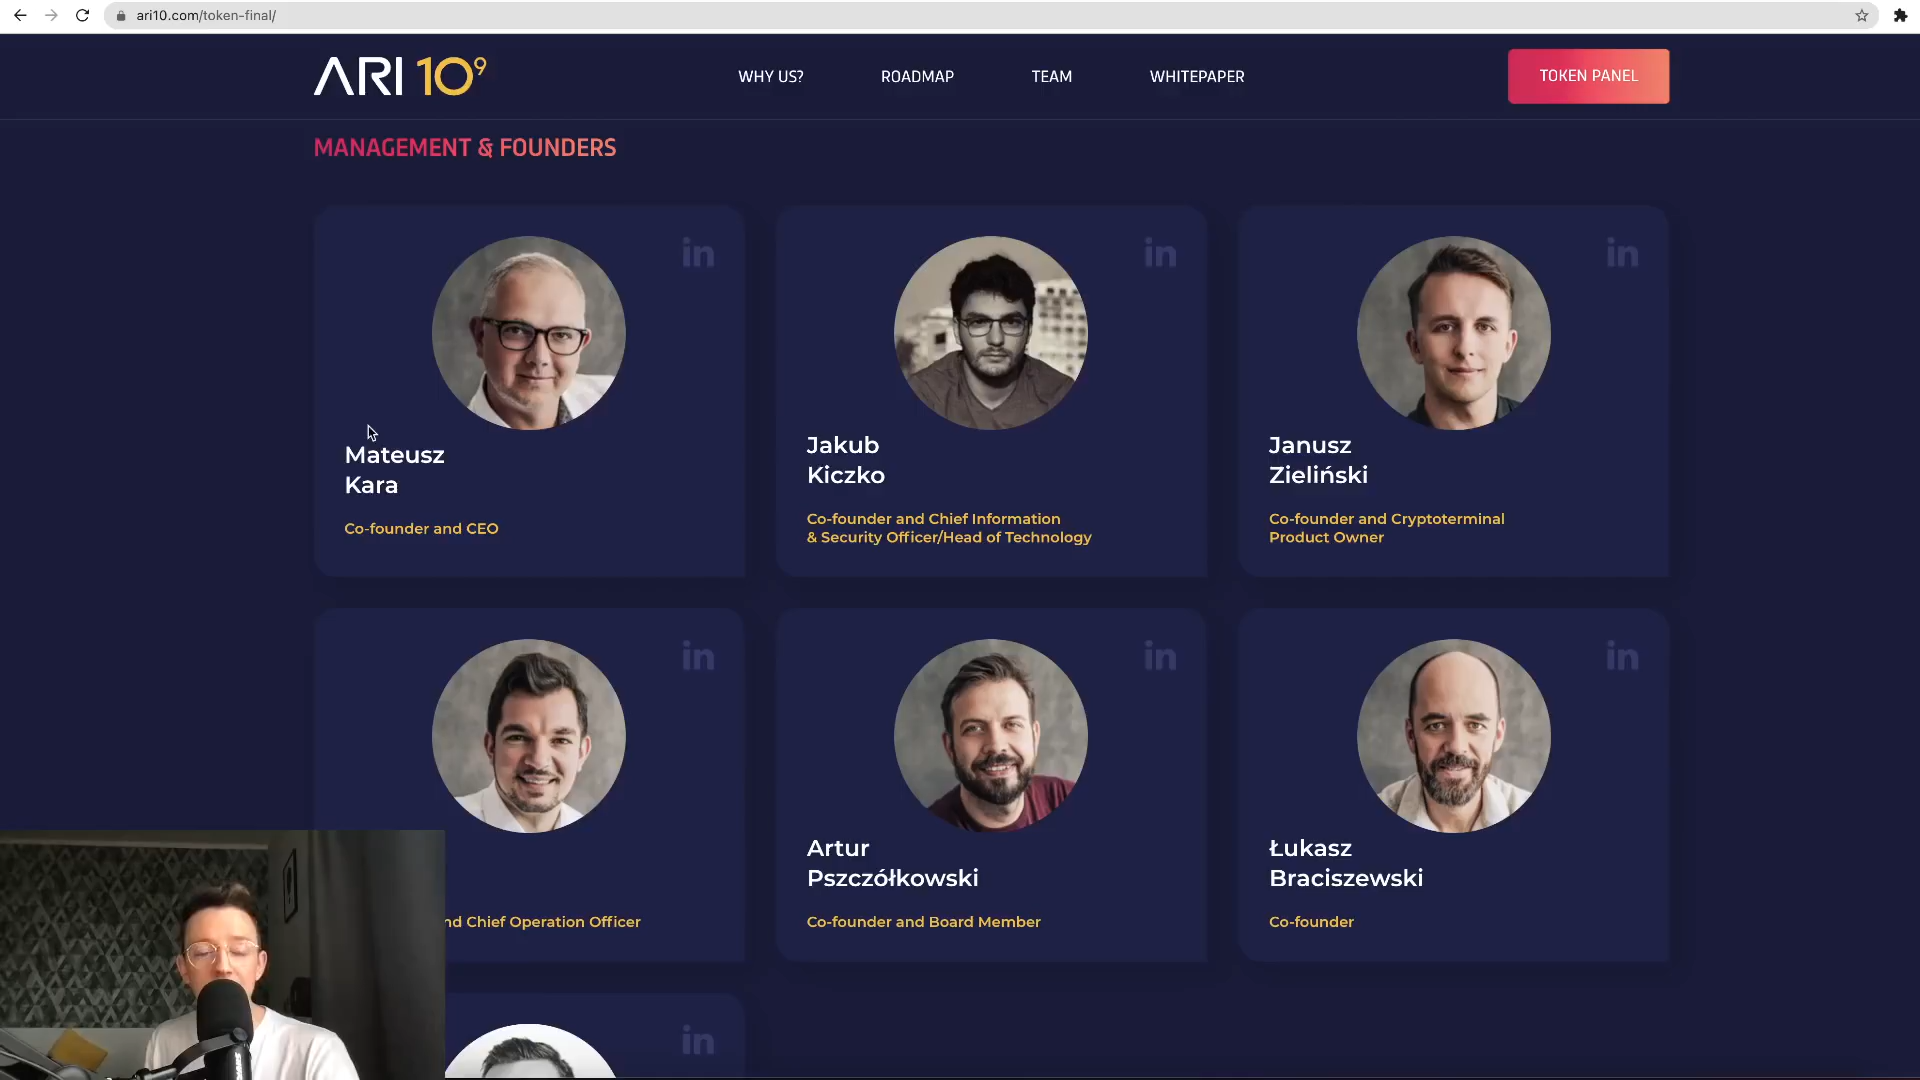 ari10.com/token-final/
ARI 10⁹
WHY US?
ROADMAP
TEAM
WHITEPAPER
TOKEN PANEL
MANAGEMENT & FOUNDERS
in
in
in
Mateusz
Kara
Co-founder and CEO
Jakub
Kiczko
Co-founder and Chief Information
& Security Officer/Head of Technology
Janusz
Zieliński
Co-founder and Cryptoterminal
Product Owner
in
in
in
Chief Operation Officer
Artur
Pszczółkowski
Co-founder and Board Member
Łukasz
Braciszewski
Co-founder
in